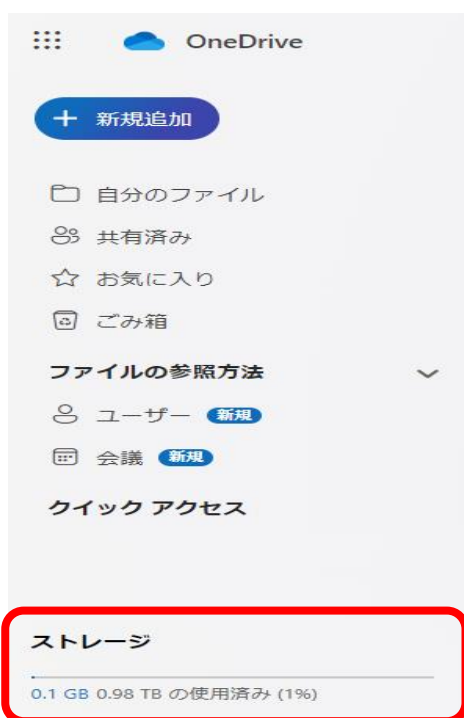 OneDrive
+ 新規追加
自分のファイル
共有済み
お気に入り
ごみ箱
ファイルの参照方法
ユーザー 新規
会議 新規
クイック アクセス
ストレージ
0.1 GB 0.98 TB の使用済み (1%)